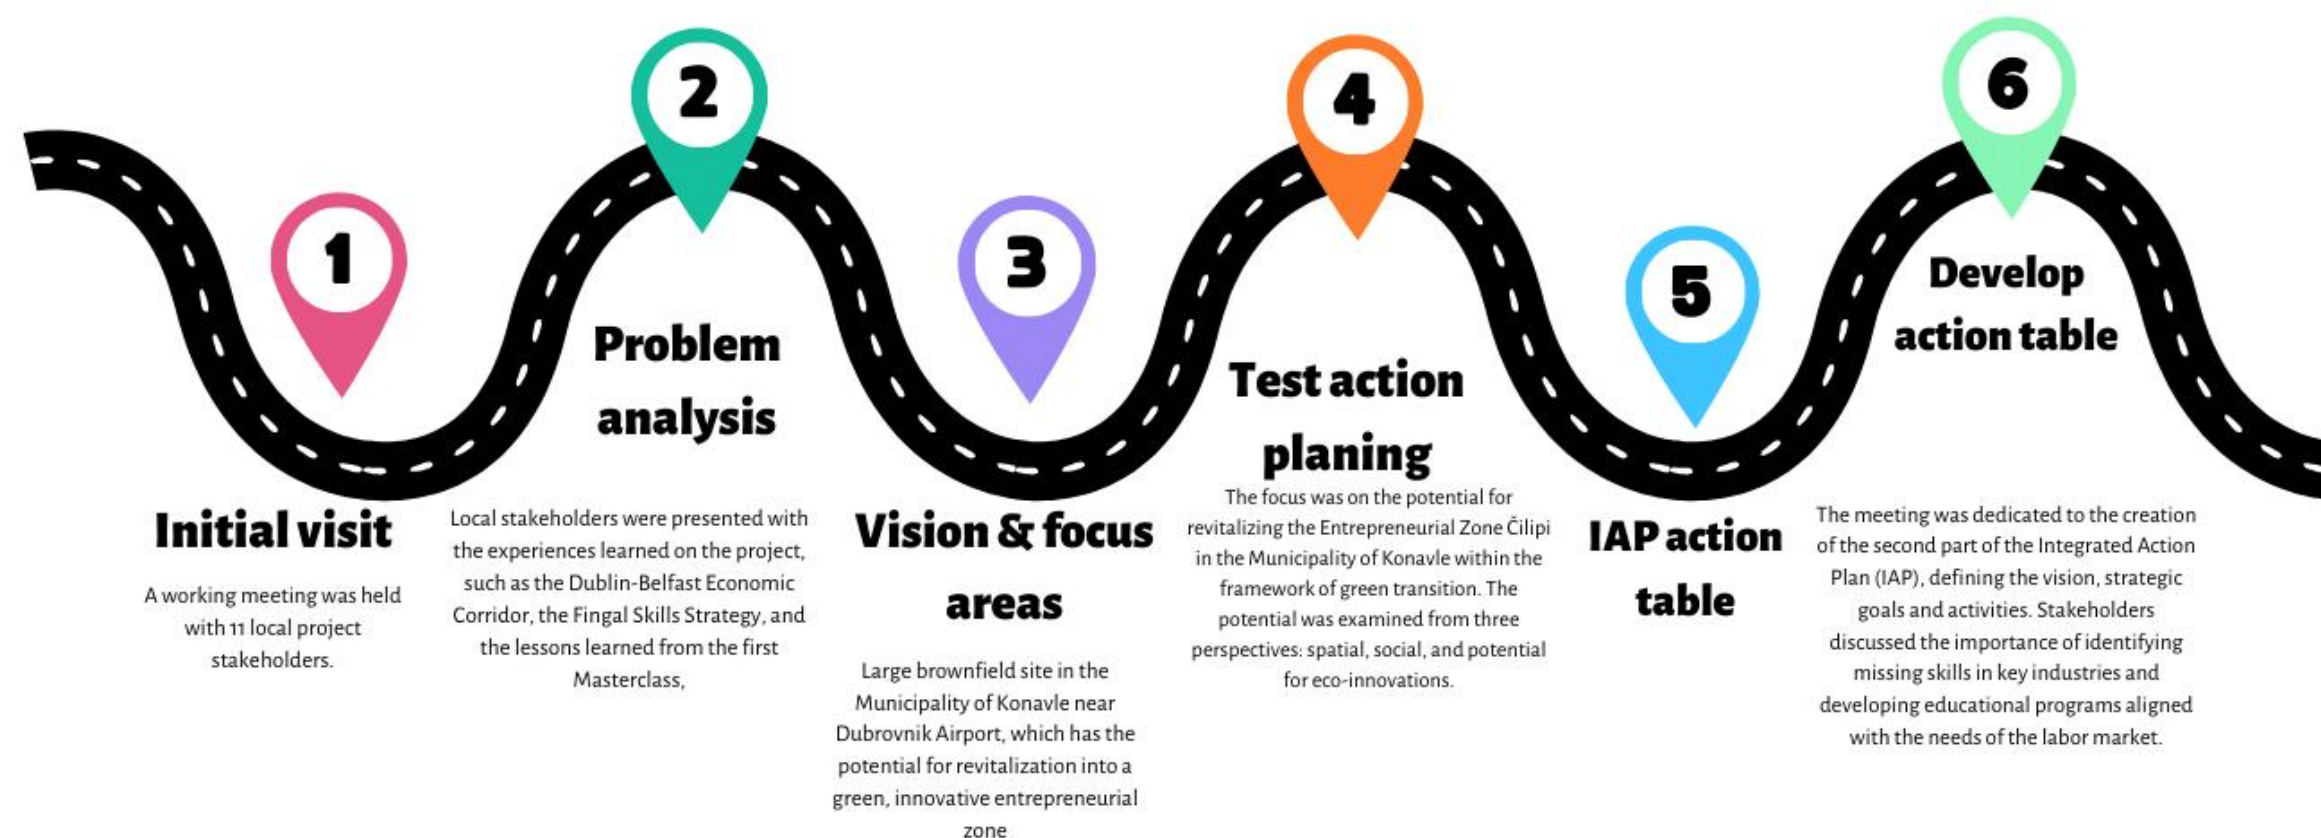 1
Initial visit
A working meeting was held
with 11 local project
stakeholders.
2
Problem
analysis
Local stakeholders were presented with
the experiences learned on the project,
such as the Dublin-Belfast Economic
Corridor, the Fingal Skills Strategy, and
the lessons learned from the first
Masterclass,
3
Vision & focus
areas
Large brownfield site in the
Municipality of Konavle near
Dubrovnik Airport, which has the
potential for revitalization into a
green, innovative entrepreneurial
zone
4
Test action
planing
The focus was on the potential for
revitalizing the Entrepreneurial Zone Čilipi
in the Municipality of Konavle within the
framework of green transition. The
potential was examined from three
perspectives: spatial, social, and potential
for eco-innovations.
5
IAP action
table
6
Develop
action table
The meeting was dedicated to the creation
of the second part of the Integrated Action
Plan (IAP), defining the vision, strategic
goals and activities. Stakeholders
discussed the importance of identifying
missing skills in key industries and
developing educational programs aligned
with the needs of the labor market.